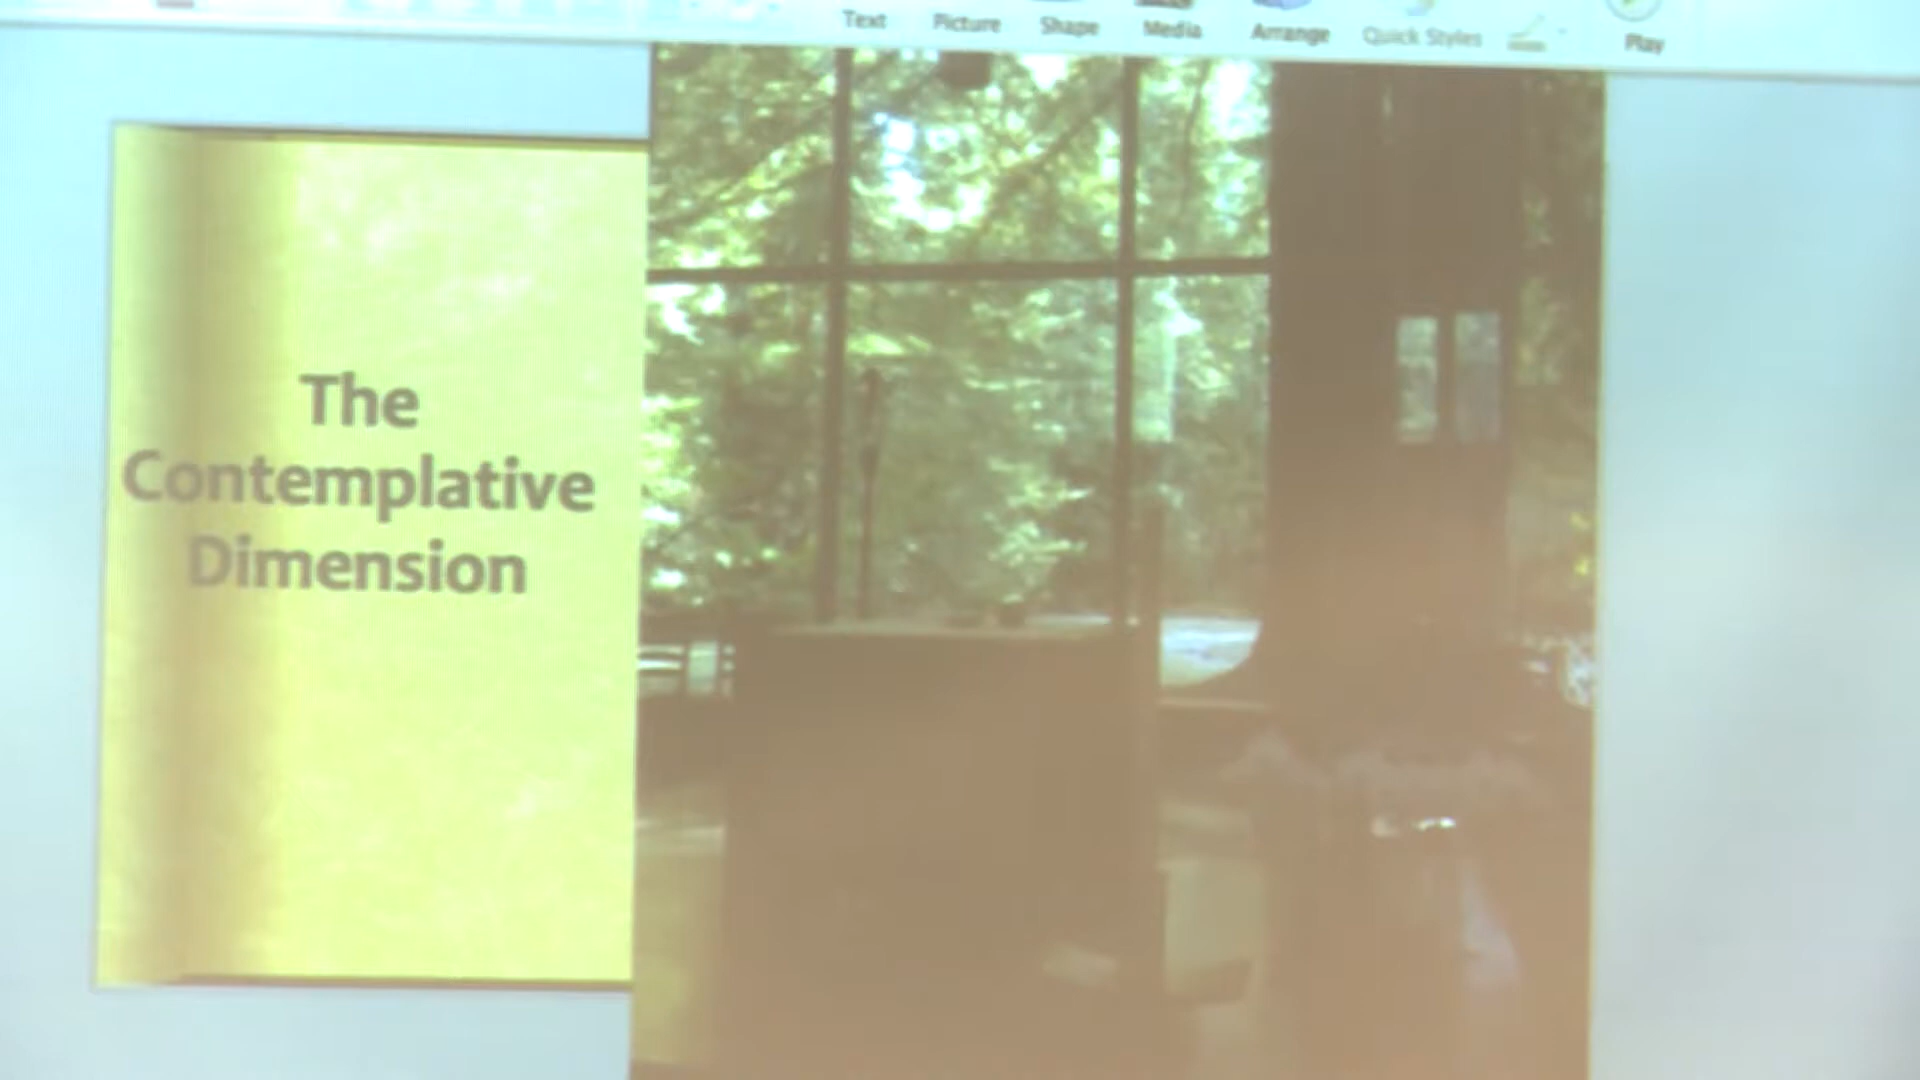 Text Picture Shape Media Arrange Quick Styles Play
The
Contemplative
Dimension